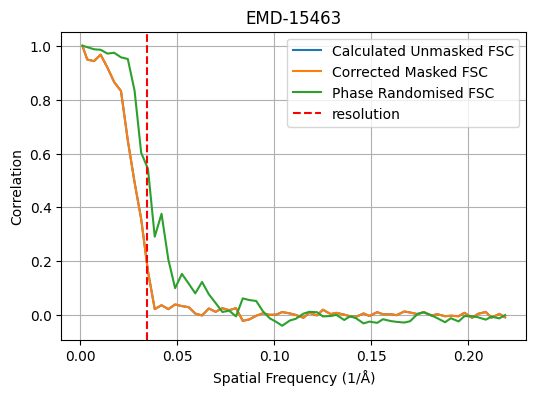 EMD-15463
Calculated Unmasked FSC
Corrected Masked FSC
Phase Randomised FSC
resolution
Correlation
1.0
0.8
0.6
0.4
0.2
0.0
0.00
0.05
0.10
0.15
0.20
Spatial Frequency (1/Å)